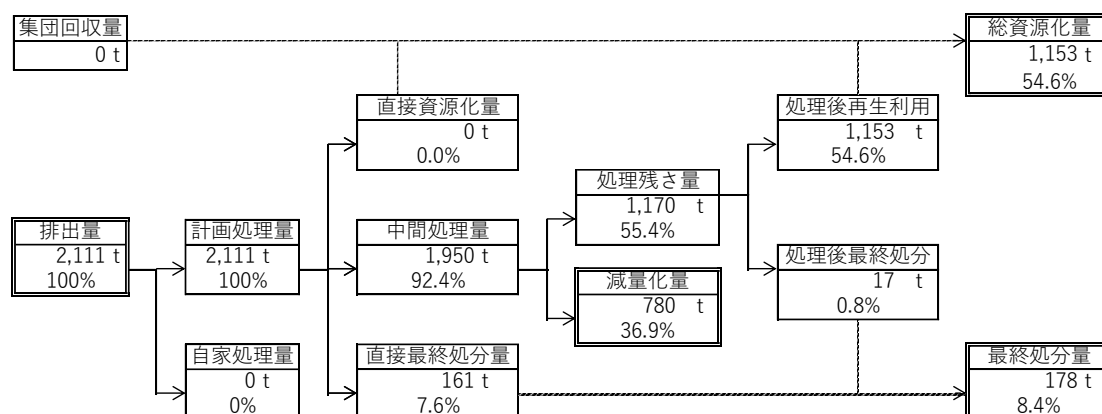 集団回収量
0 t
総資源化量
1,153 t
54.6%
直接資源化量
0 t
0.0%
処理後再生利用
1,153 t
54.6%
処理残さ量
1,170 t
55.4%
排出量
2,111 t
100%
計画処理量
2,111 t
100%
中間処理量
1,950 t
92.4%
減量化量
780 t
36.9%
処理後最終処分
17 t
0.8%
自家処理量
0 t
0%
直接最終処分量
161 t
7.6%
最終処分量
178 t
8.4%